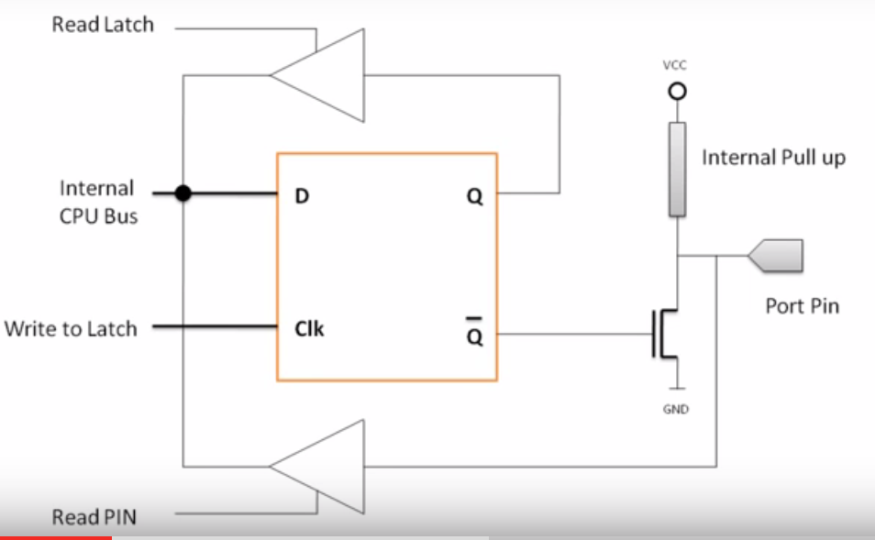 Read Latch
VCC
Internal Pull up
Internal
CPU Bus
D
Q
Port Pin
Write to Latch
Clk
Q̅
GND
Read PIN